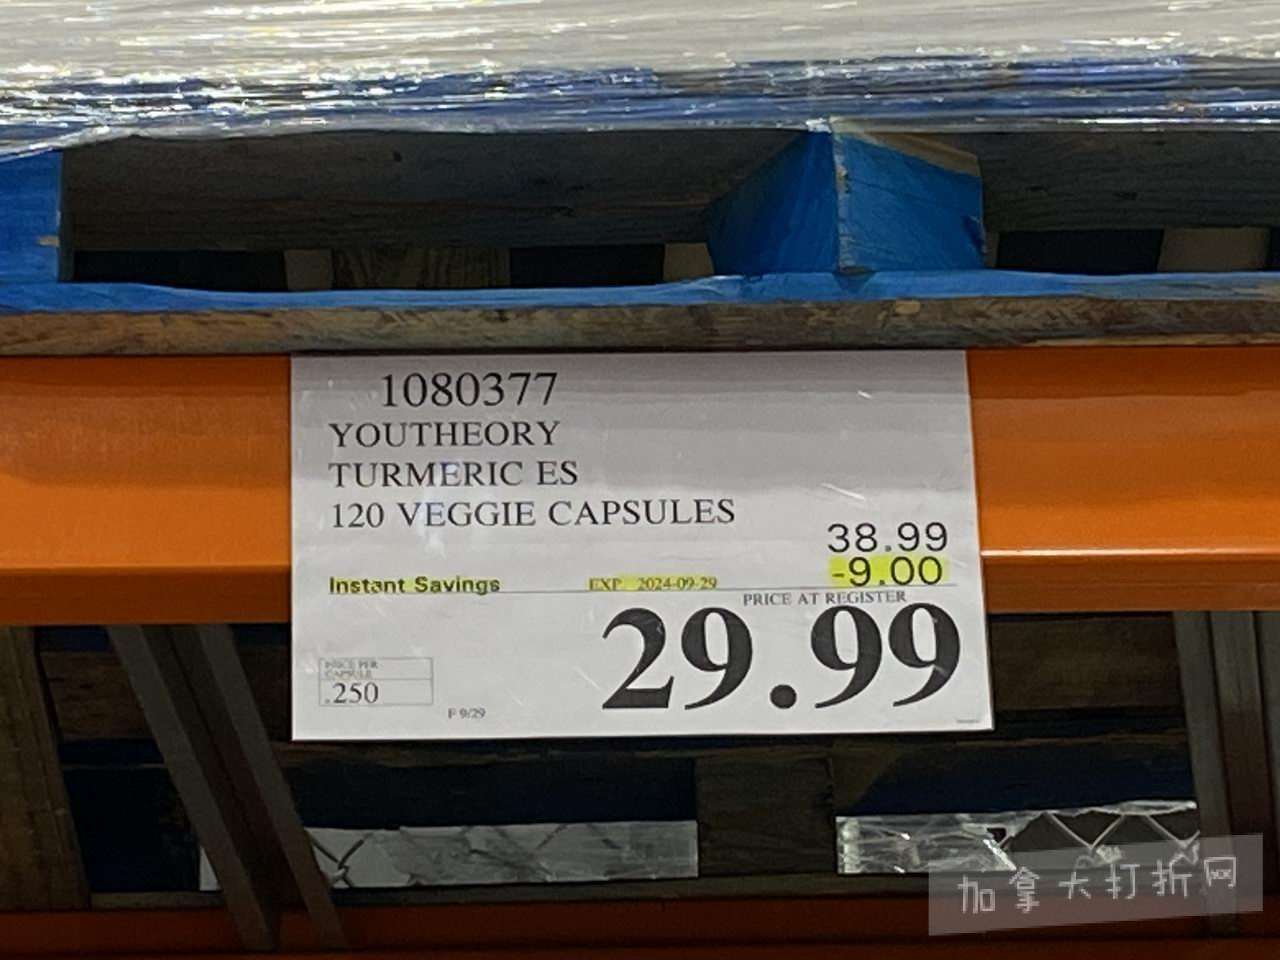 1080377
YOUTHEORY
TURMERIC ES
120 VEGGIE CAPSULES
38.99
Instant Savings EXP 2024-09-29 -9.00
PRICE AT REGISTER
29.99
PRICE PER
CAPSULE
.250
F 9/29
加拿大打折网